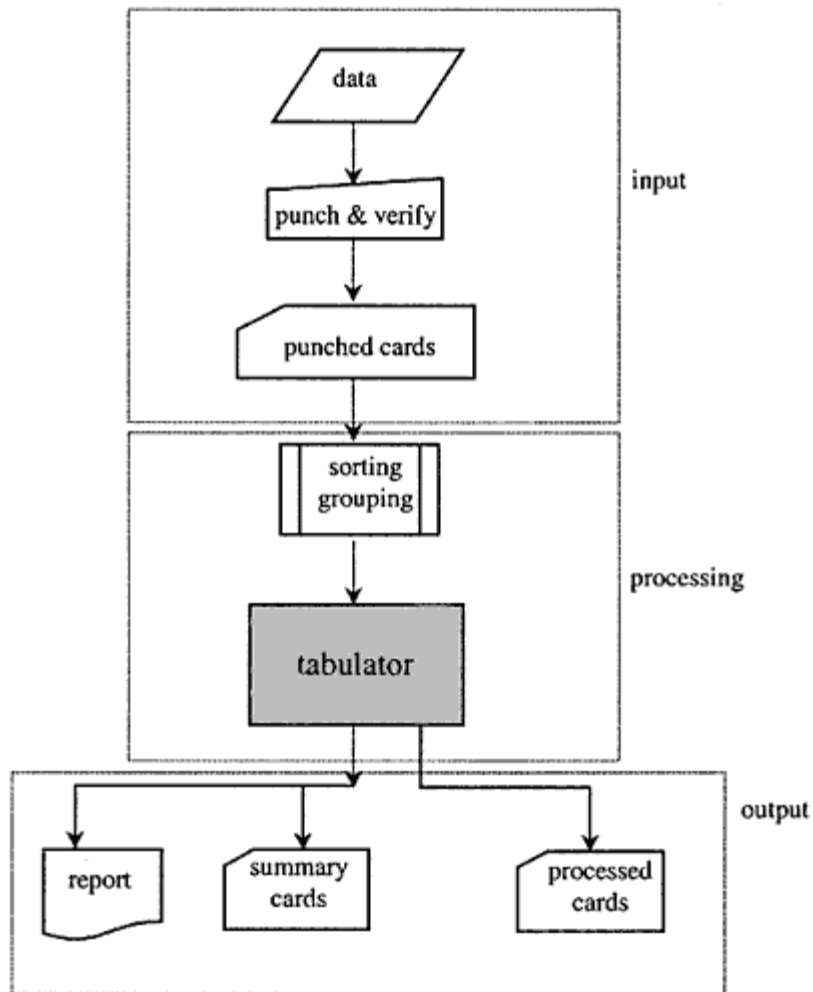 data
input
punch & verify
punched cards
sorting
grouping
processing
tabulator
output
report
summary
cards
processed
cards